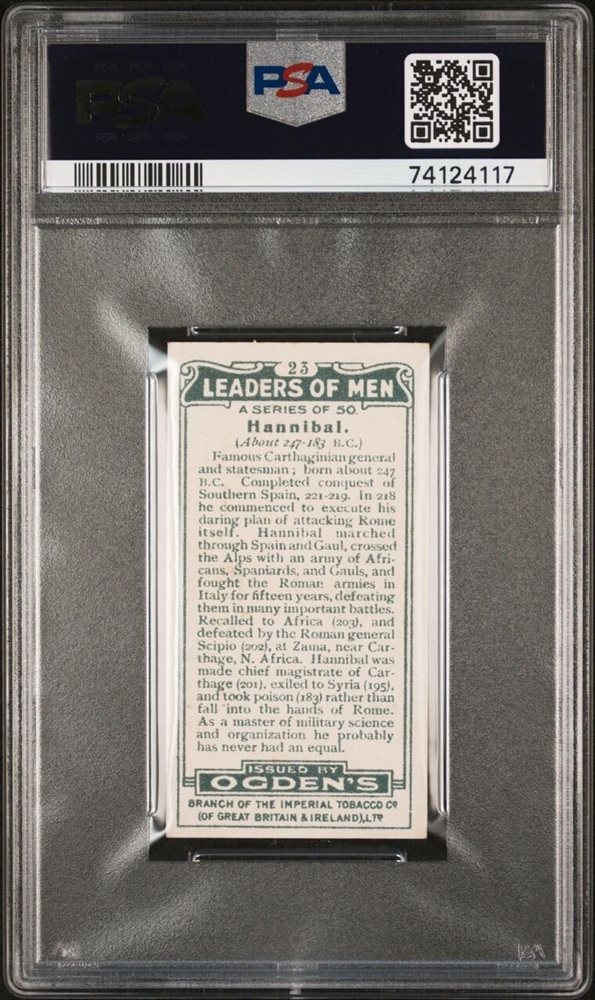 PSA
PSA
74124117
23
LEADERS OF MEN
A SERIES OF 50.
Hannibal.
(About 247-183 B.C.)
Famous Carthaginian general
and statesman ; born about 247
B.C. Completed conquest of
Southern Spain, 221-219. In 218
he commenced to execute his
daring plan of attacking Rome
itself. Hannibal marched
through Spain and Gaul, crossed
the Alps with an army of Afri-
cans, Spaniards, and Gauls, and
fought the Roman armies in
Italy for fifteen years, defeating
them in many important battles.
Recalled to Africa (203), and
defeated by the Roman general
Scipio (202), at Zama, near Car-
thage, N. Africa. Hannibal was
made chief magistrate of Car-
thage (201), exiled to Syria (195),
and took poison (183) rather than
fall into the hands of Rome.
As a master of military science
and organization he probably
has never had an equal.
ISSUED BY
OGDEN'S
BRANCH OF THE IMPERIAL TOBACCO Cº
(OF GREAT BRITAIN & IRELAND), LTD